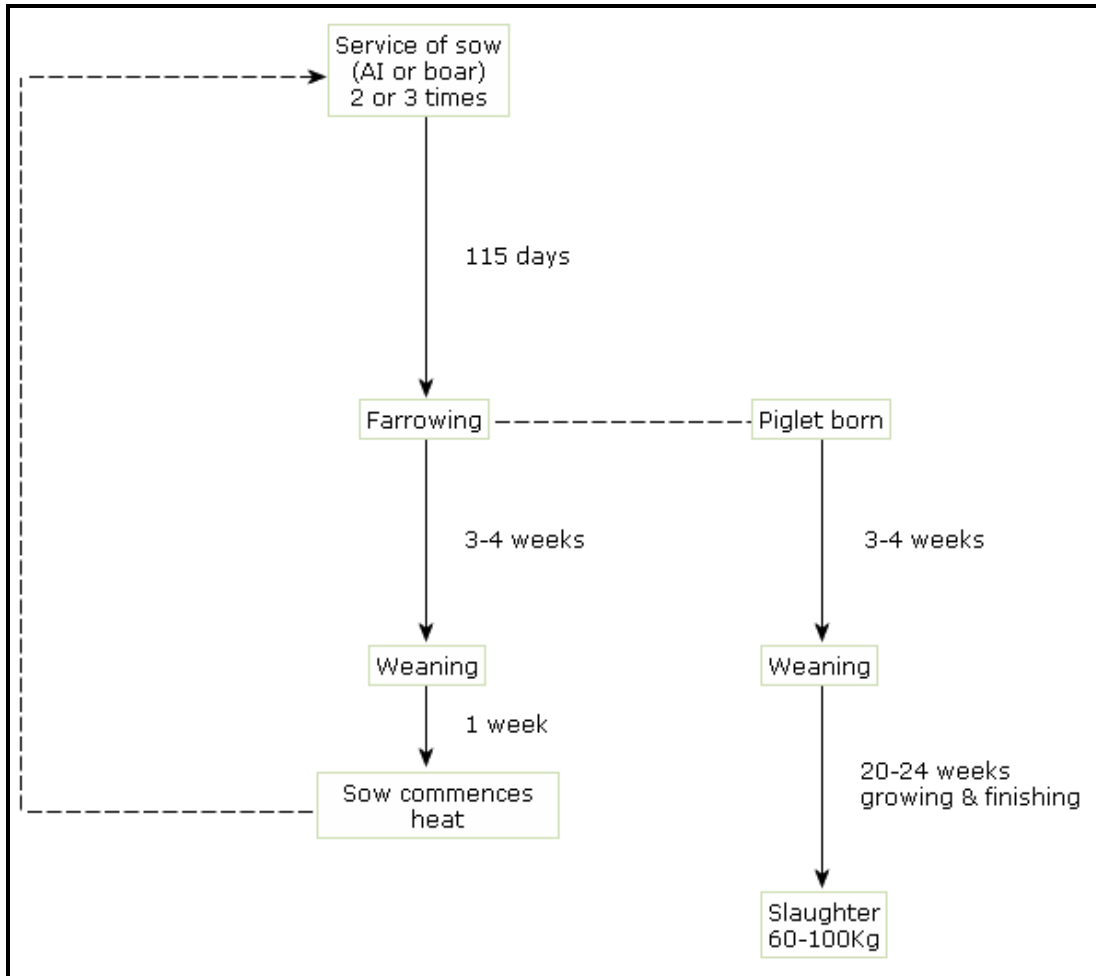 Service of sow
(AI or boar)
2 or 3 times
115 days
Farrowing
Piglet born
3-4 weeks
3-4 weeks
Weaning
Weaning
1 week
20-24 weeks
growing & finishing
Sow commences
heat
Slaughter
60-100Kg